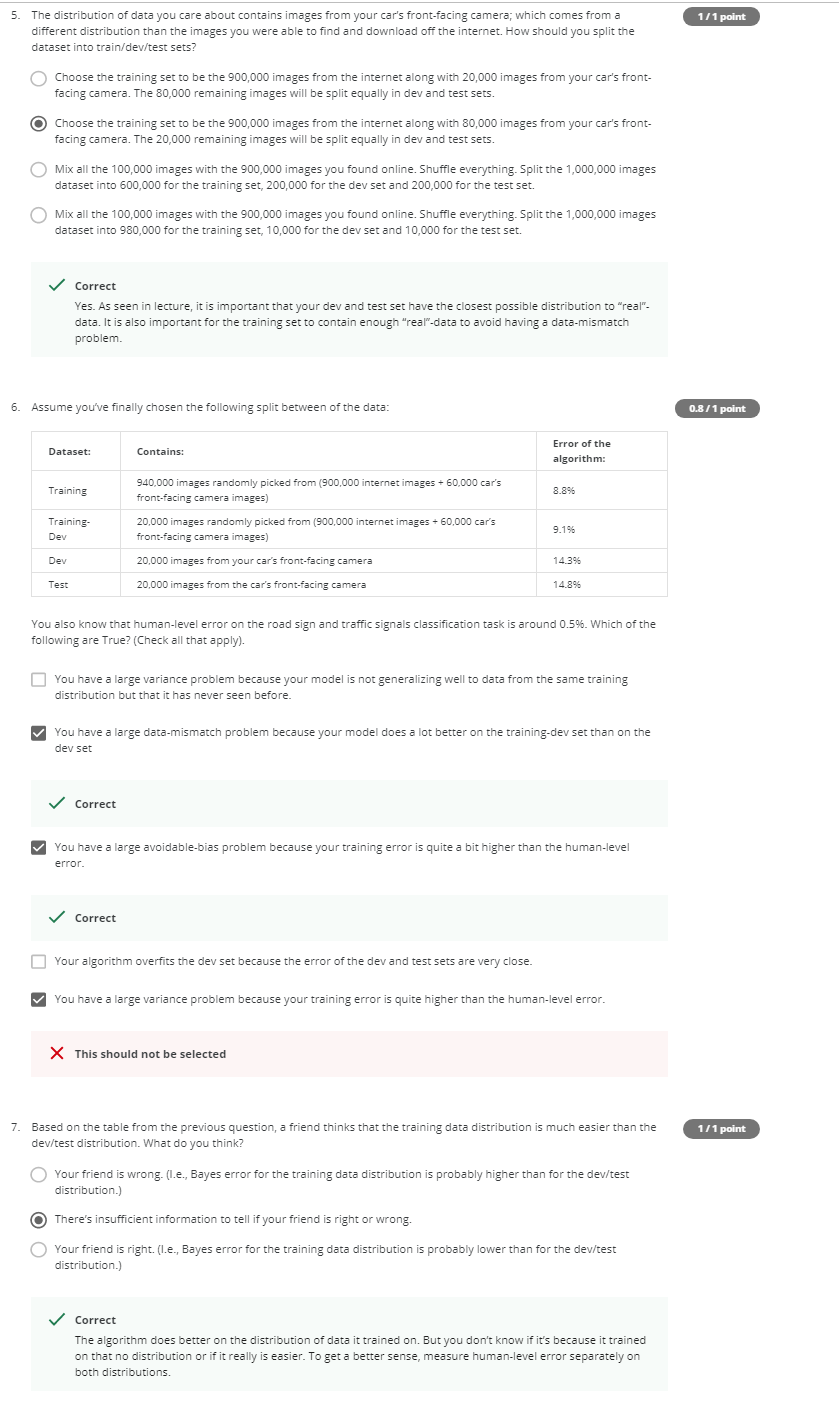 5. The distribution of data you care about contains images from your car's front-facing camera; which comes from a
different distribution than the images you were able to find and download off the internet. How should you split the
dataset into train/dev/test sets?
1 / 1 point
Choose the training set to be the 900,000 images from the internet along with 20,000 images from your car's front-
facing camera. The 80,000 remaining images will be split equally in dev and test sets.
Choose the training set to be the 900,000 images from the internet along with 80,000 images from your car's front-
facing camera. The 20,000 remaining images will be split equally in dev and test sets.
Mix all the 100,000 images with the 900,000 images you found online. Shuffle everything. Split the 1,000,000 images
dataset into 600,000 for the training set, 200,000 for the dev set and 200,000 for the test set.
Mix all the 100,000 images with the 900,000 images you found online. Shuffle everything. Split the 1,000,000 images
dataset into 980,000 for the training set, 10,000 for the dev set and 10,000 for the test set.
Correct
Yes. As seen in lecture, it is important that your dev and test set have the closest possible distribution to "real"-
data. It is also important for the training set to contain enough "real"-data to avoid having a data-mismatch
problem.
6. Assume you've finally chosen the following split between of the data:
0.8 / 1 point
Dataset: Contains: Error of the
algorithm:
Training 940,000 images randomly picked from (900,000 internet images + 60,000 car's
front-facing camera images) 8.8%
Training-
Dev 20,000 images randomly picked from (900,000 internet images + 60,000 car's
front-facing camera images) 9.1%
Dev 20,000 images from your car's front-facing camera 14.3%
Test 20,000 images from the car's front-facing camera 14.8%
You also know that human-level error on the road sign and traffic signals classification task is around 0.5%. Which of the
following are True? (Check all that apply).
You have a large variance problem because your model is not generalizing well to data from the same training
distribution but that it has never seen before.
You have a large data-mismatch problem because your model does a lot better on the training-dev set than on the
dev set
Correct
You have a large avoidable-bias problem because your training error is quite a bit higher than the human-level
error.
Correct
Your algorithm overfits the dev set because the error of the dev and test sets are very close.
You have a large variance problem because your training error is quite higher than the human-level error.
This should not be selected
7. Based on the table from the previous question, a friend thinks that the training data distribution is much easier than the
dev/test distribution. What do you think?
1 / 1 point
Your friend is wrong. (I.e., Bayes error for the training data distribution is probably higher than for the dev/test
distribution.)
There's insufficient information to tell if your friend is right or wrong.
Your friend is right. (I.e., Bayes error for the training data distribution is probably lower than for the dev/test
distribution.)
Correct
The algorithm does better on the distribution of data it trained on. But you don't know if it's because it trained
on that no distribution or if it really is easier. To get a better sense, measure human-level error separately on
both distributions.